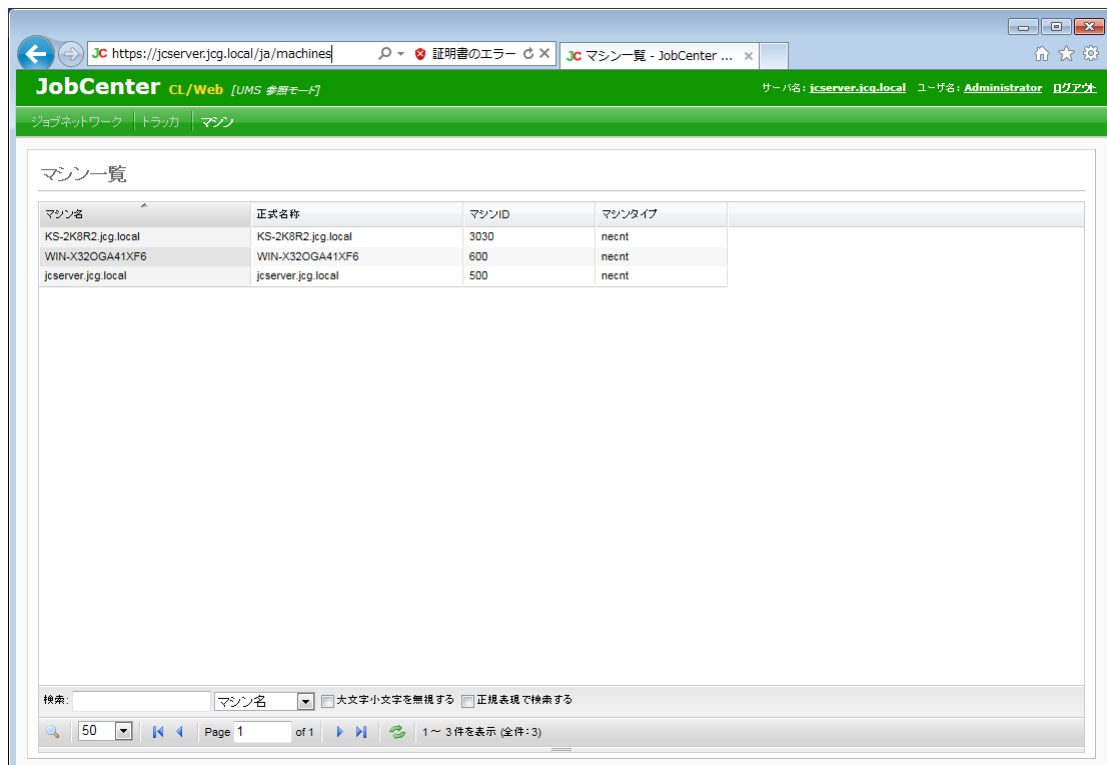 https://jcserver.jcg.local/ja/machines 証明書のエラー マシン一覧 - JobCenter ...
JobCenter CL/Web [UMS 参照モード] サーバ名: jcserver.jcg.local ユーザ名: Administrator ログアウト
ジョブネットワーク トラッカ マシン
マシン一覧
マシン名 正式名称 マシンID マシンタイプ
KS-2K8R2.jcg.local KS-2K8R2.jcg.local 3030 necnt
WIN-X32OGA41XF6 WIN-X32OGA41XF6 600 necnt
jcserver.jcg.local jcserver.jcg.local 500 necnt
検索: マシン名 大文字小文字を無視する 正規表現で検索する
50 Page 1 of 1 1 ～ 3 件を表示 (全件: 3)